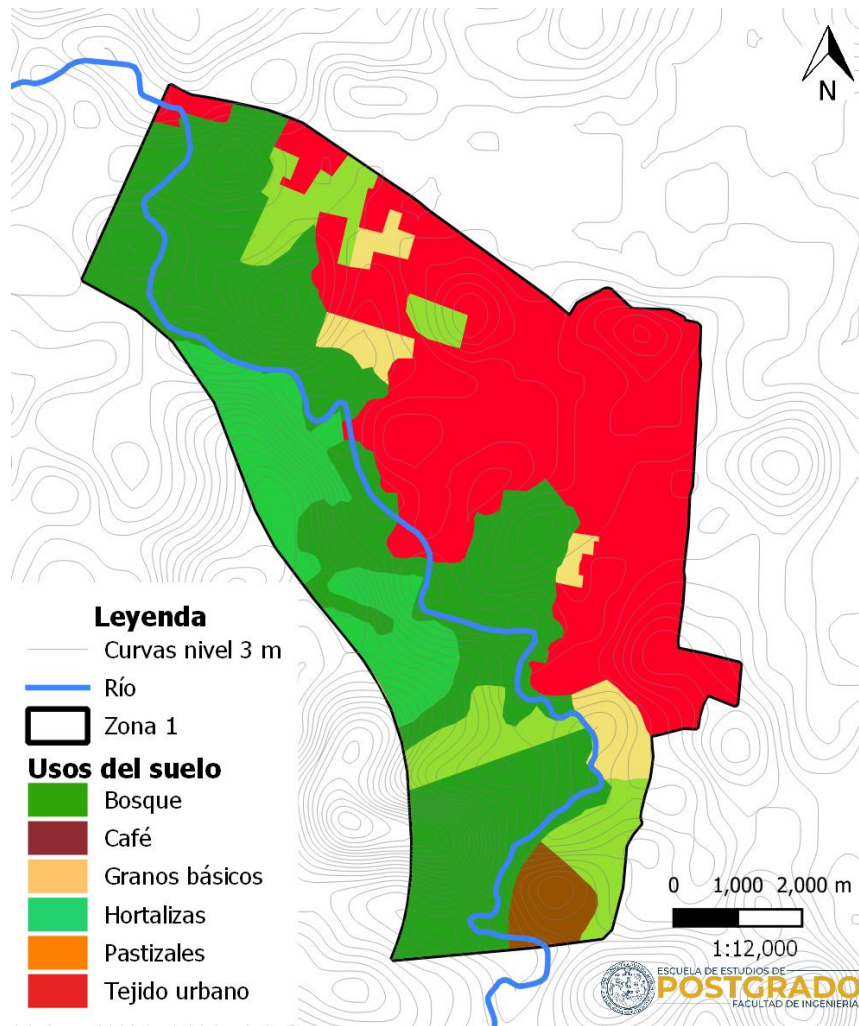 N
Leyenda
Curvas nivel 3 m
Río
Zona 1
Usos del suelo
Bosque
Café
Granos básicos
Hortalizas
Pastizales
Tejido urbano
0 1,000 2,000 m
1:12,000
ESCUELA DE ESTUDIOS DE
POSTGRADO
FACULTAD DE INGENIERÍA